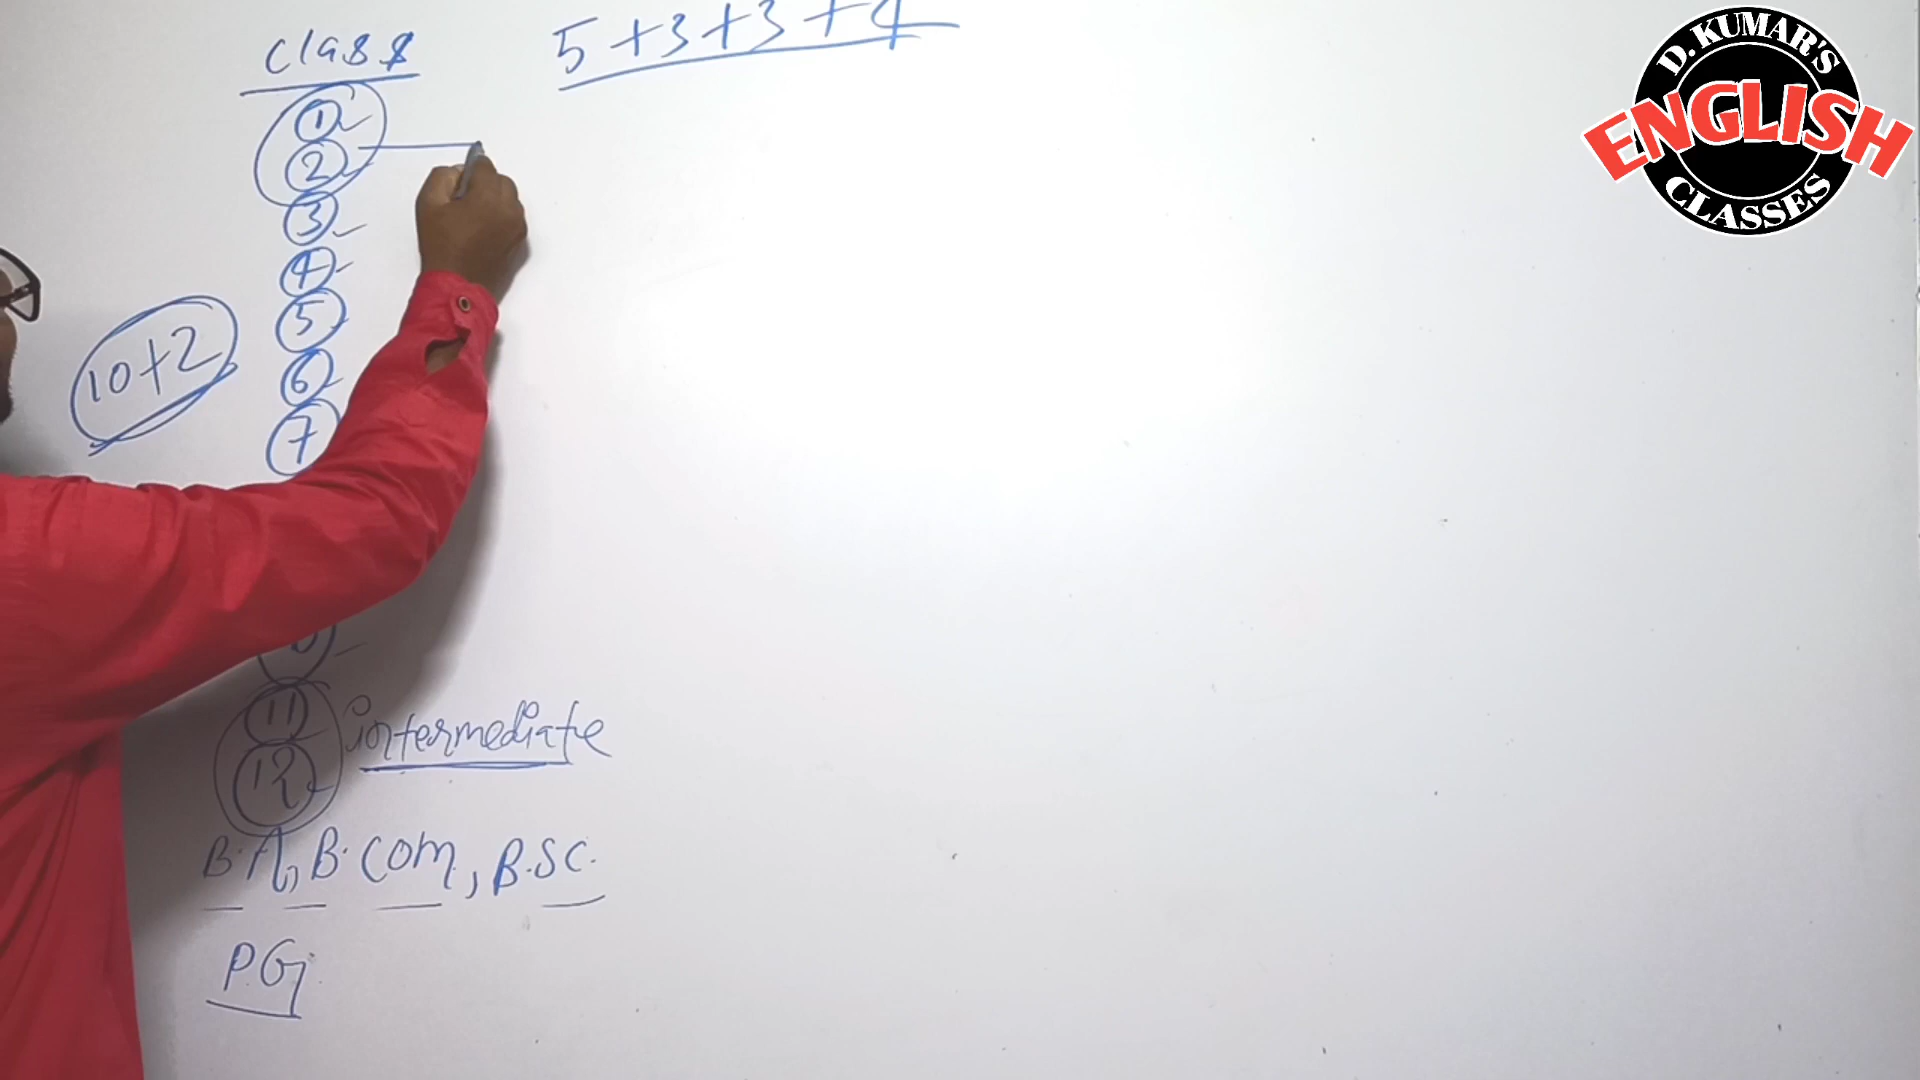 Class
5+3+3+4
1
2
3
4
5
6
7
10+2
11
12
intermediate
B.A, B.Com, B.SC.
P.G.
D. KUMAR'S
ENGLISH
CLASSES